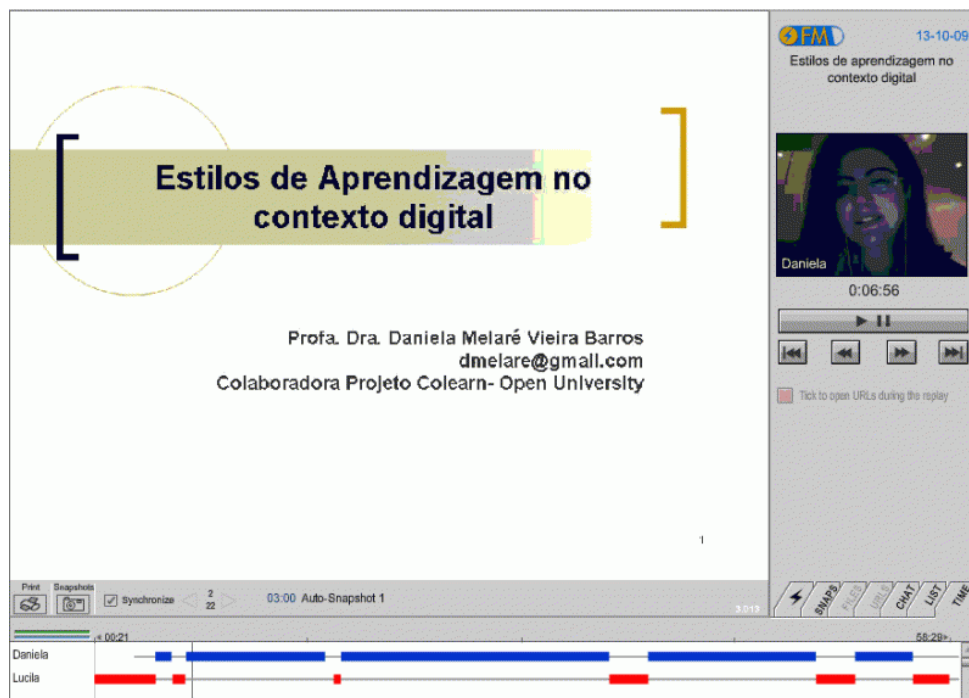 Estilos de Aprendizagem no
contexto digital
Profa. Dra. Daniela Melaré Vieira Barros
dmelare@gmail.com
Colaboradora Projeto Colearn- Open University
1
FM
13-10-09
Estilos de aprendizagem no
contexto digital
Daniela
0:06:56
Tick to open URLs during the replay
Print
Snapshots
Synchronize
2
22
03:00 Auto-Snapshot 1
3.019
SNAPS
FILES
URLS
CHAT
LIST
TIME
00:21
58:29
Daniela
Lucila